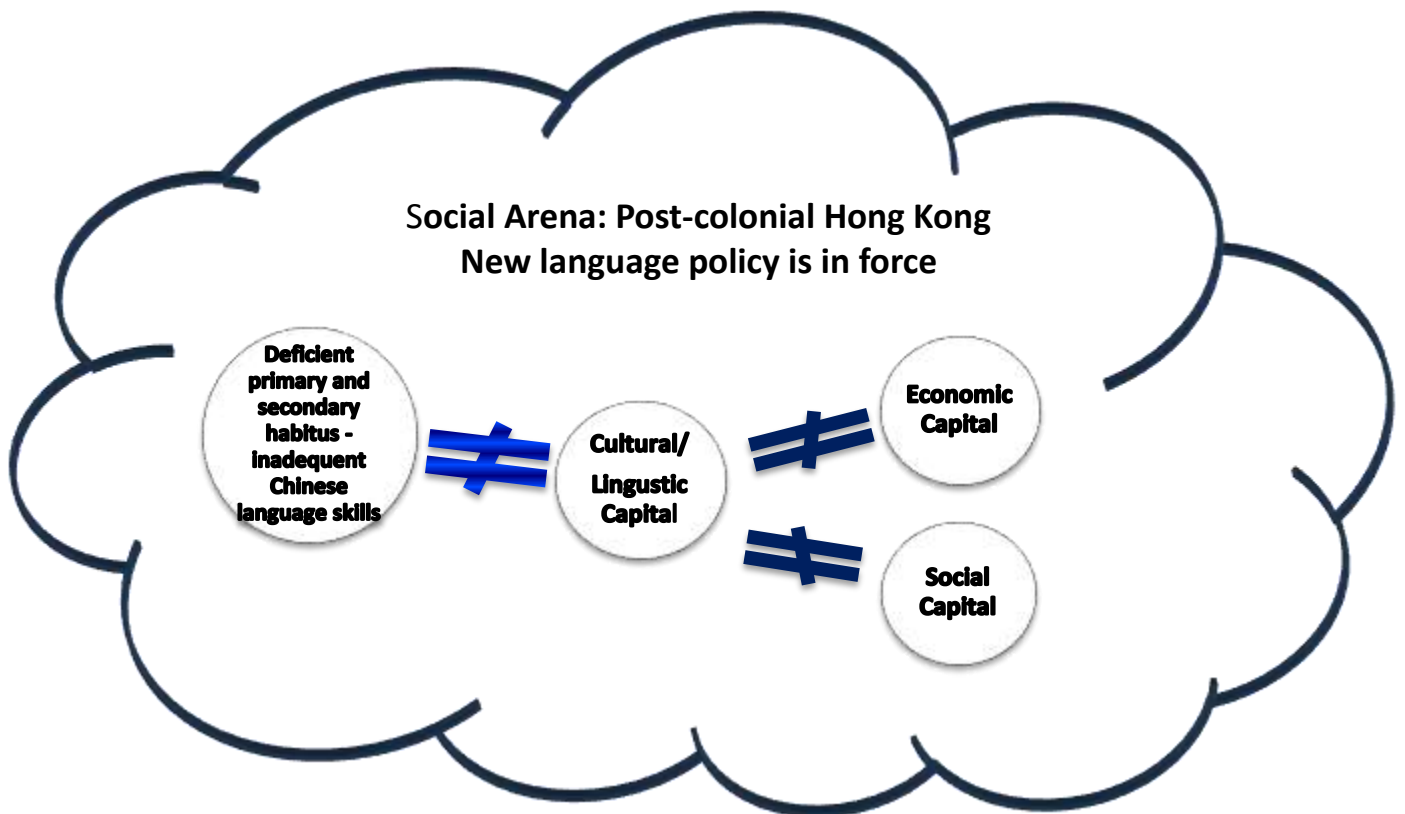 Social Arena: Post-colonial Hong Kong
New language policy is in force
Deficient
primary and
secondary
habitus -
inadequent
Chinese
language skills
Cultural/
Lingustic
Capital
Economic
Capital
Social
Capital